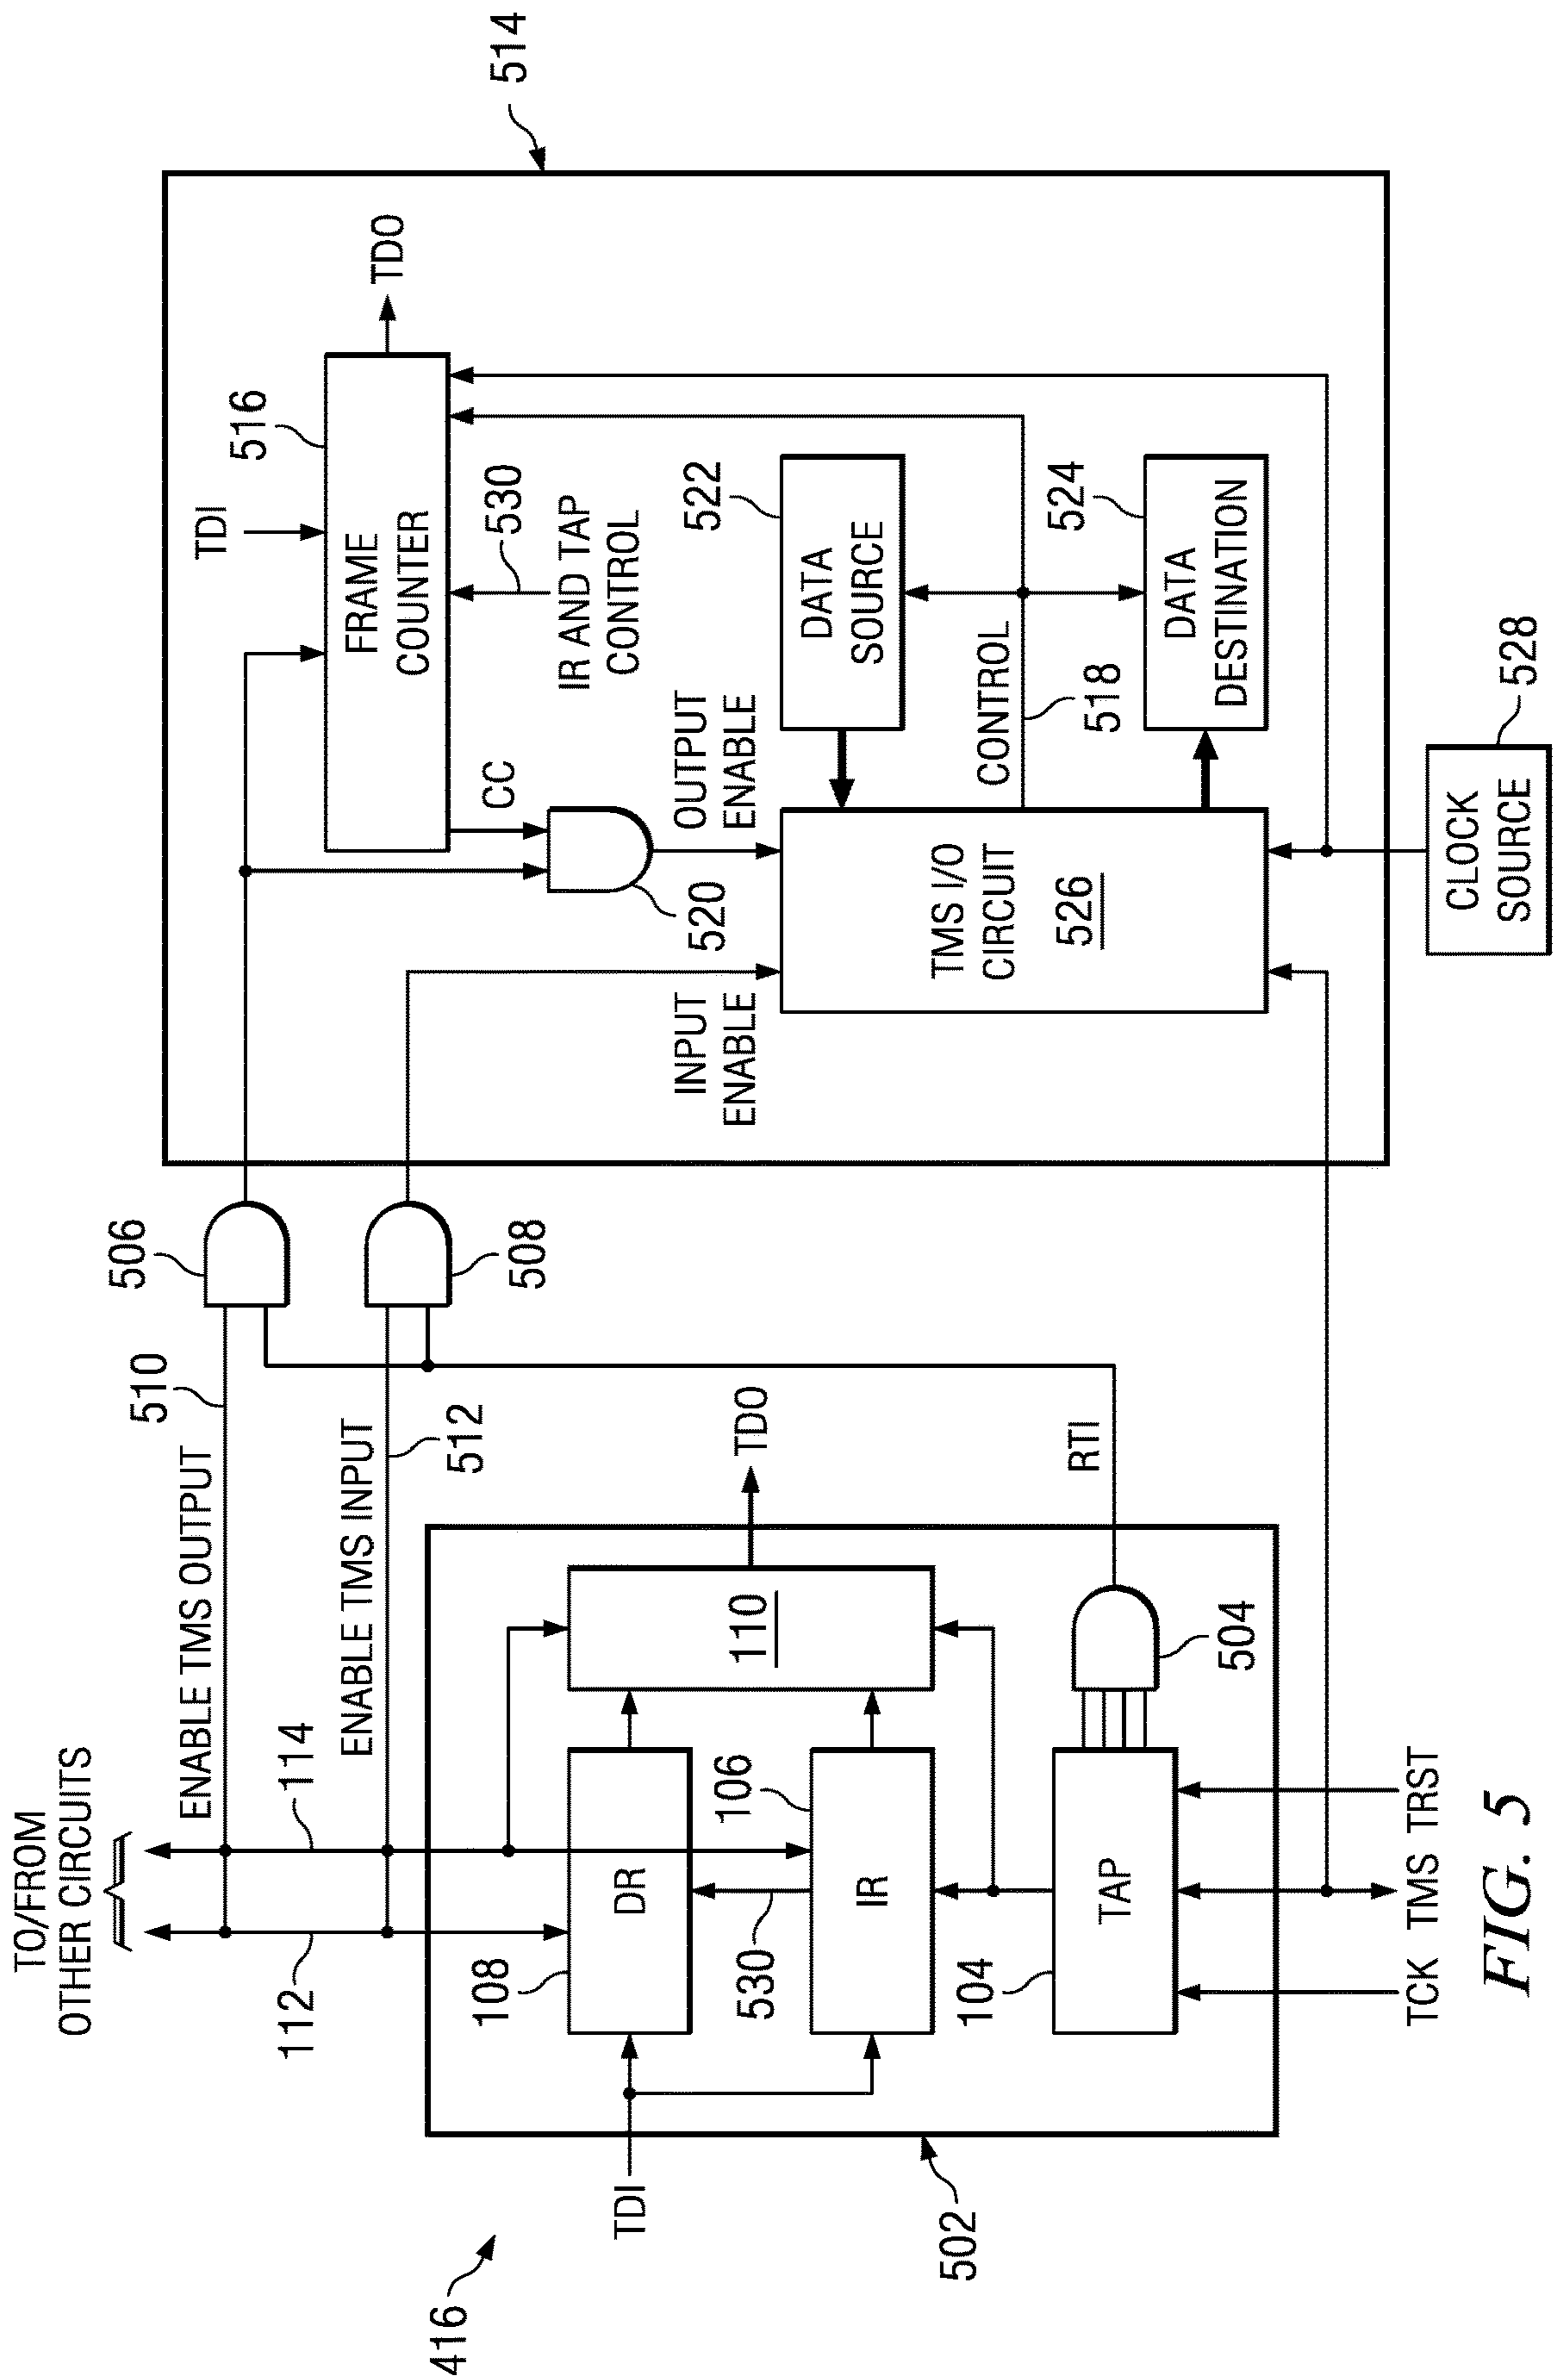 TO/FROM
OTHER CIRCUITS
416
112
114
ENABLE TMS OUTPUT
510
506
ENABLE TMS INPUT
512
508
TDI
108
DR
530
106
IR
110
TDO
104
TAP
504
RTI
502
TCK
TMS
TRST
514
TDI
516
FRAME
COUNTER
TDO
530
IR AND TAP
CONTROL
CC
520
INPUT
ENABLE
OUTPUT
ENABLE
522
DATA
SOURCE
TMS I/O
CIRCUIT
526
CONTROL
518
524
DATA
DESTINATION
CLOCK
SOURCE
528
FIG. 5